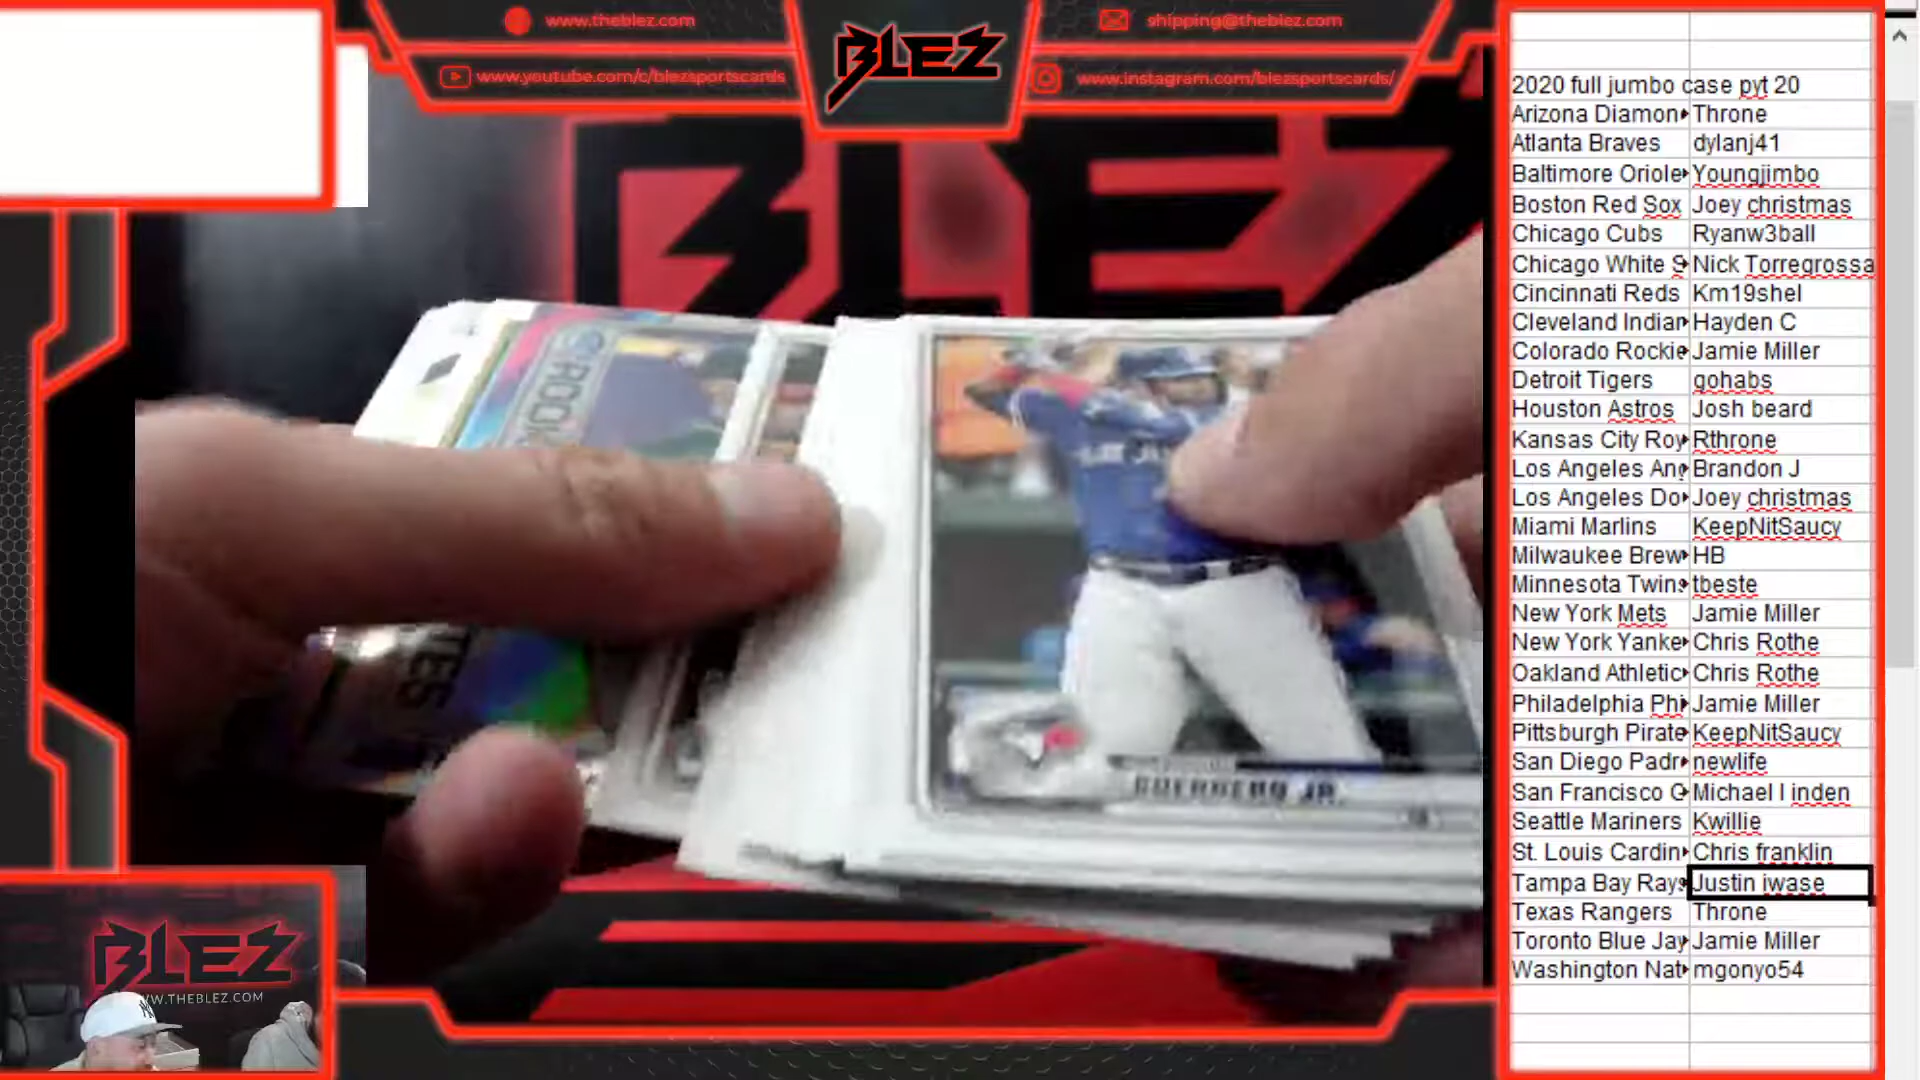 www.theblez.com
www.youtube.com/c/blezsportscards
BLEZ
shipping@theblez.com
www.instagram.com/blezsportscards/
BLEZ
GUERRERO JR.
BLEZ
WWW.THEBLEZ.COM
2020 full jumbo case pyt 20
Arizona Diamon Throne
Atlanta Braves dylanj41
Baltimore Oriole Youngjimbo
Boston Red Sox Joey christmas
Chicago Cubs Ryanw3ball
Chicago White S Nick Torregrossa
Cincinnati Reds Km19shel
Cleveland Indiar Hayden C
Colorado Rockie Jamie Miller
Detroit Tigers gohabs
Houston Astros Josh beard
Kansas City Roy Rthrone
Los Angeles Ang Brandon J
Los Angeles Do Joey christmas
Miami Marlins KeepNitSaucy
Milwaukee Brew HB
Minnesota Twins tbeste
New York Mets Jamie Miller
New York Yanke Chris Rothe
Oakland Athletic Chris Rothe
Philadelphia Phi Jamie Miller
Pittsburgh Pirate KeepNitSaucy
San Diego Padr newlife
San Francisco G Michael l inden
Seattle Mariners Kwillie
St. Louis Cardin Chris franklin
Tampa Bay Rays Justin iwase
Texas Rangers Throne
Toronto Blue Jay Jamie Miller
Washington Nat mgonyo54